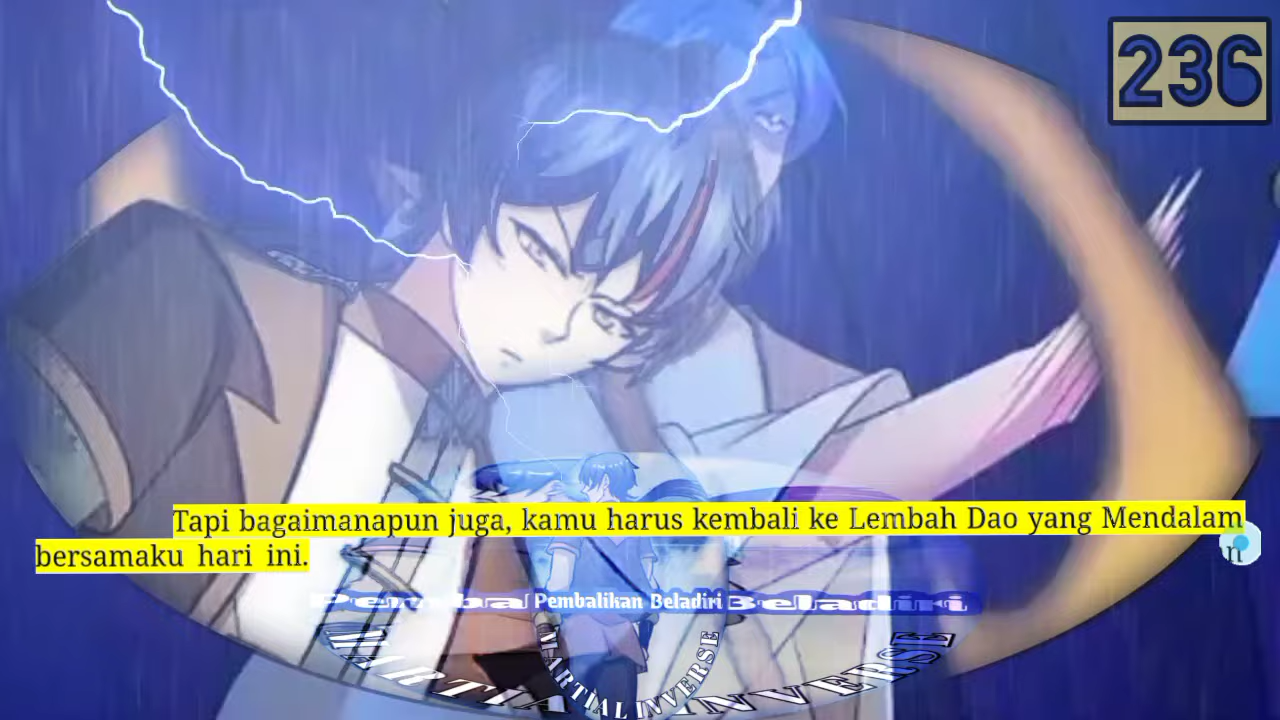 236
Tapi bagaimanapun juga, kamu harus kembali ke Lembah Dao yang Mendalam
bersamaku hari ini.
n
Pembalikan Beladiri
MARTIAL INVERSE